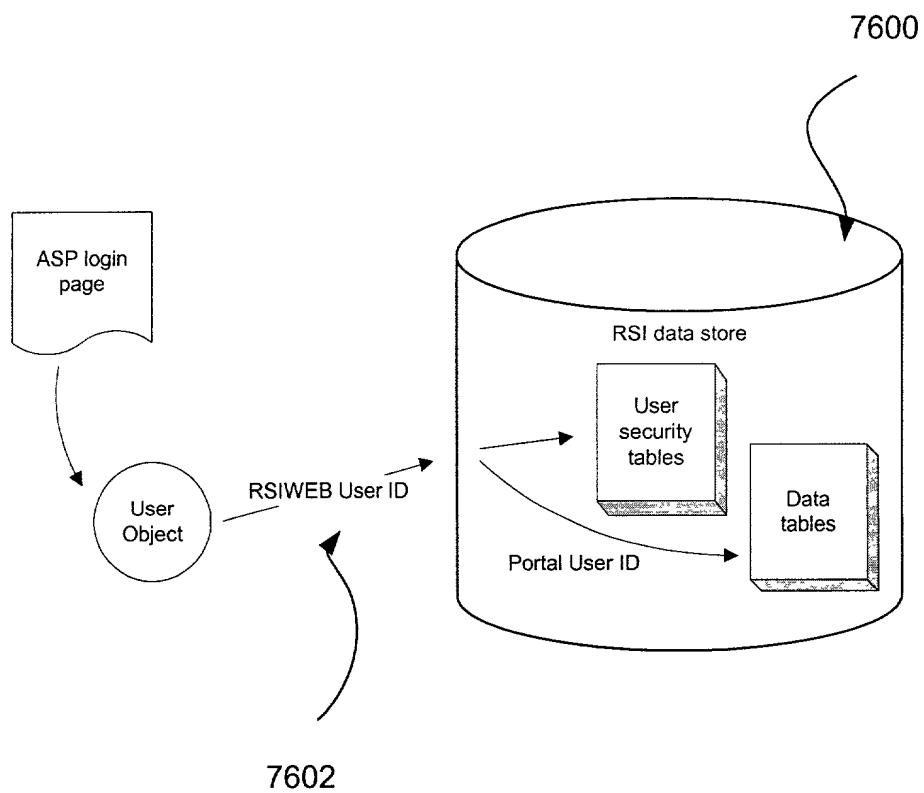 7600
ASP login
page
RSI data store
User
security
tables
RSIWEB User ID
User
Object
Data
tables
Portal User ID
7602